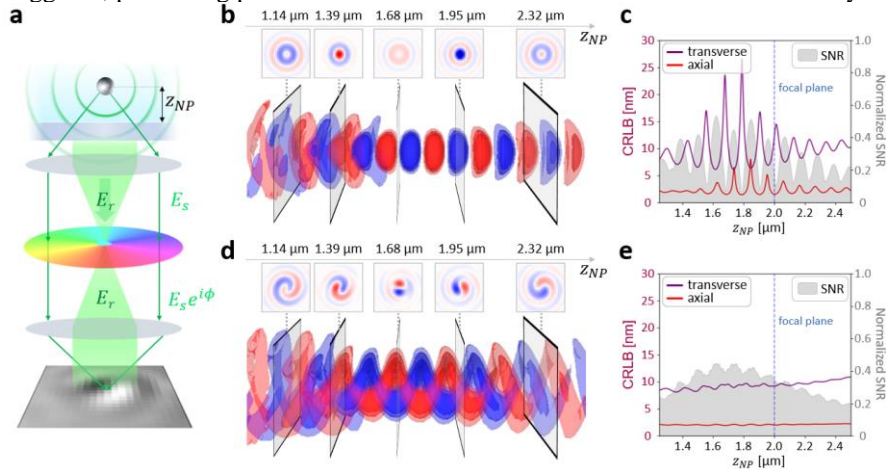 a
z_NP
E_r
E_s
E_r
E_s e^{iϕ}
b
1.14 µm 1.39 µm 1.68 µm 1.95 µm 2.32 µm
z_NP
c
30
25
20
15
10
5
0
CRLB [nm]
transverse
axial
SNR
focal plane
1.0
0.8
0.6
0.4
0.2
0
Normalized SNR
1.4 1.6 1.8 2.0 2.2 2.4
z_NP [µm]
d
1.14 µm 1.39 µm 1.68 µm 1.95 µm 2.32 µm
z_NP
e
30
25
20
15
10
5
0
CRLB [nm]
transverse
axial
SNR
focal plane
1.0
0.8
0.6
0.4
0.2
0
Normalized SNR
1.4 1.6 1.8 2.0 2.2 2.4
z_NP [µm]